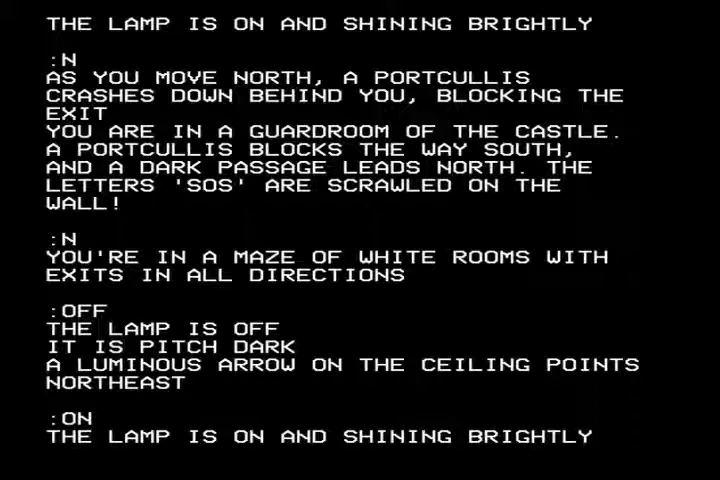 THE LAMP IS ON AND SHINING BRIGHTLY
:N
AS YOU MOVE NORTH, A PORTCULLIS
CRASHES DOWN BEHIND YOU, BLOCKING THE
EXIT
YOU ARE IN A GUARDROOM OF THE CASTLE.
A PORTCULLIS BLOCKS THE WAY SOUTH,
AND A DARK PASSAGE LEADS NORTH. THE
LETTERS 'SOS' ARE SCRAWLED ON THE
WALL!
:N
YOU'RE IN A MAZE OF WHITE ROOMS WITH
EXITS IN ALL DIRECTIONS
:OFF
THE LAMP IS OFF
IT IS PITCH DARK
A LUMINOUS ARROW ON THE CEILING POINTS
NORTHEAST
:ON
THE LAMP IS ON AND SHINING BRIGHTLY